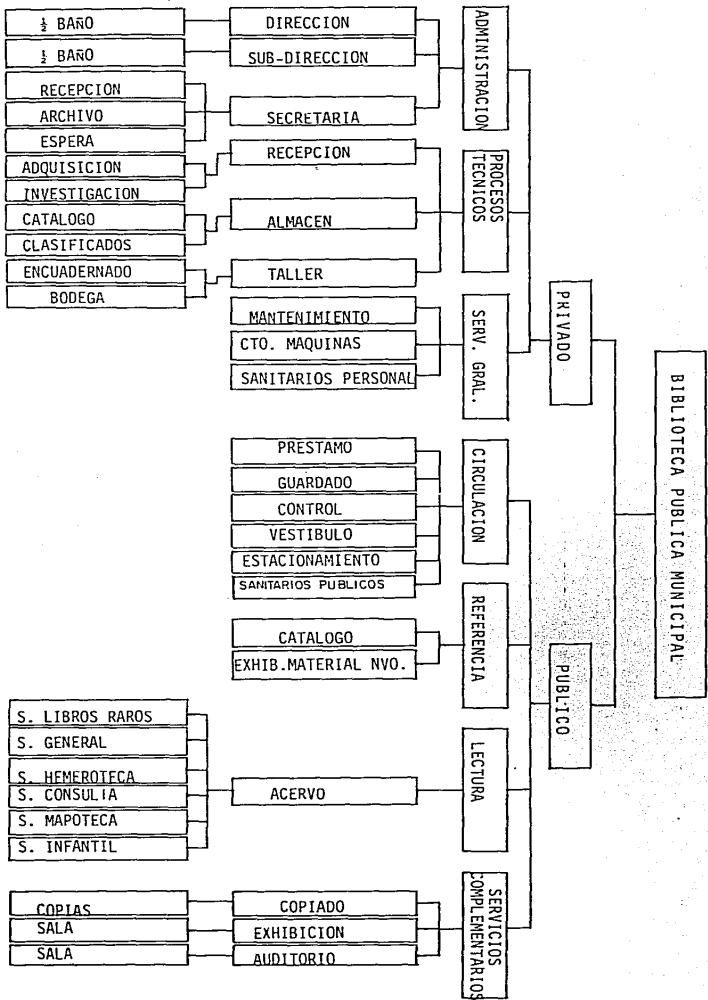 BIBLIOTECA PUBLICA MUNICIPAL
PRIVADO
PUBLICO
ADMINISTRACION
PROCESOS
TECNICOS
SERV. GRAL.
CIRCULACION
REFERENCIA
LECTURA
SERVICIOS
COMPLEMENTARIOS
DIRECCION
SUB-DIRECCION
SECRETARIA
RECEPCION
ALMACEN
TALLER
MANTENIMIENTO
CTO. MAQUINAS
SANITARIOS PERSONAL
PRESTAMO
GUARDADO
CONTROL
VESTIBULO
ESTACIONAMIENTO
SANITARIOS PUBLICOS
CATALOGO
EXHIB.MATERIAL NVO.
ACERVO
COPIADO
EXHIBICION
AUDITORIO
½ BAÑO
½ BAÑO
RECEPCION
ARCHIVO
ESPERA
ADQUISICION
INVESTIGACION
CATALOGO
CLASIFICADOS
ENCUADERNADO
BODEGA
S. LIBROS RAROS
S. GENERAL
S. HEMEROTECA
S. CONSULTA
S. MAPOTECA
S. INFANTIL
COPIAS
SALA
SALA